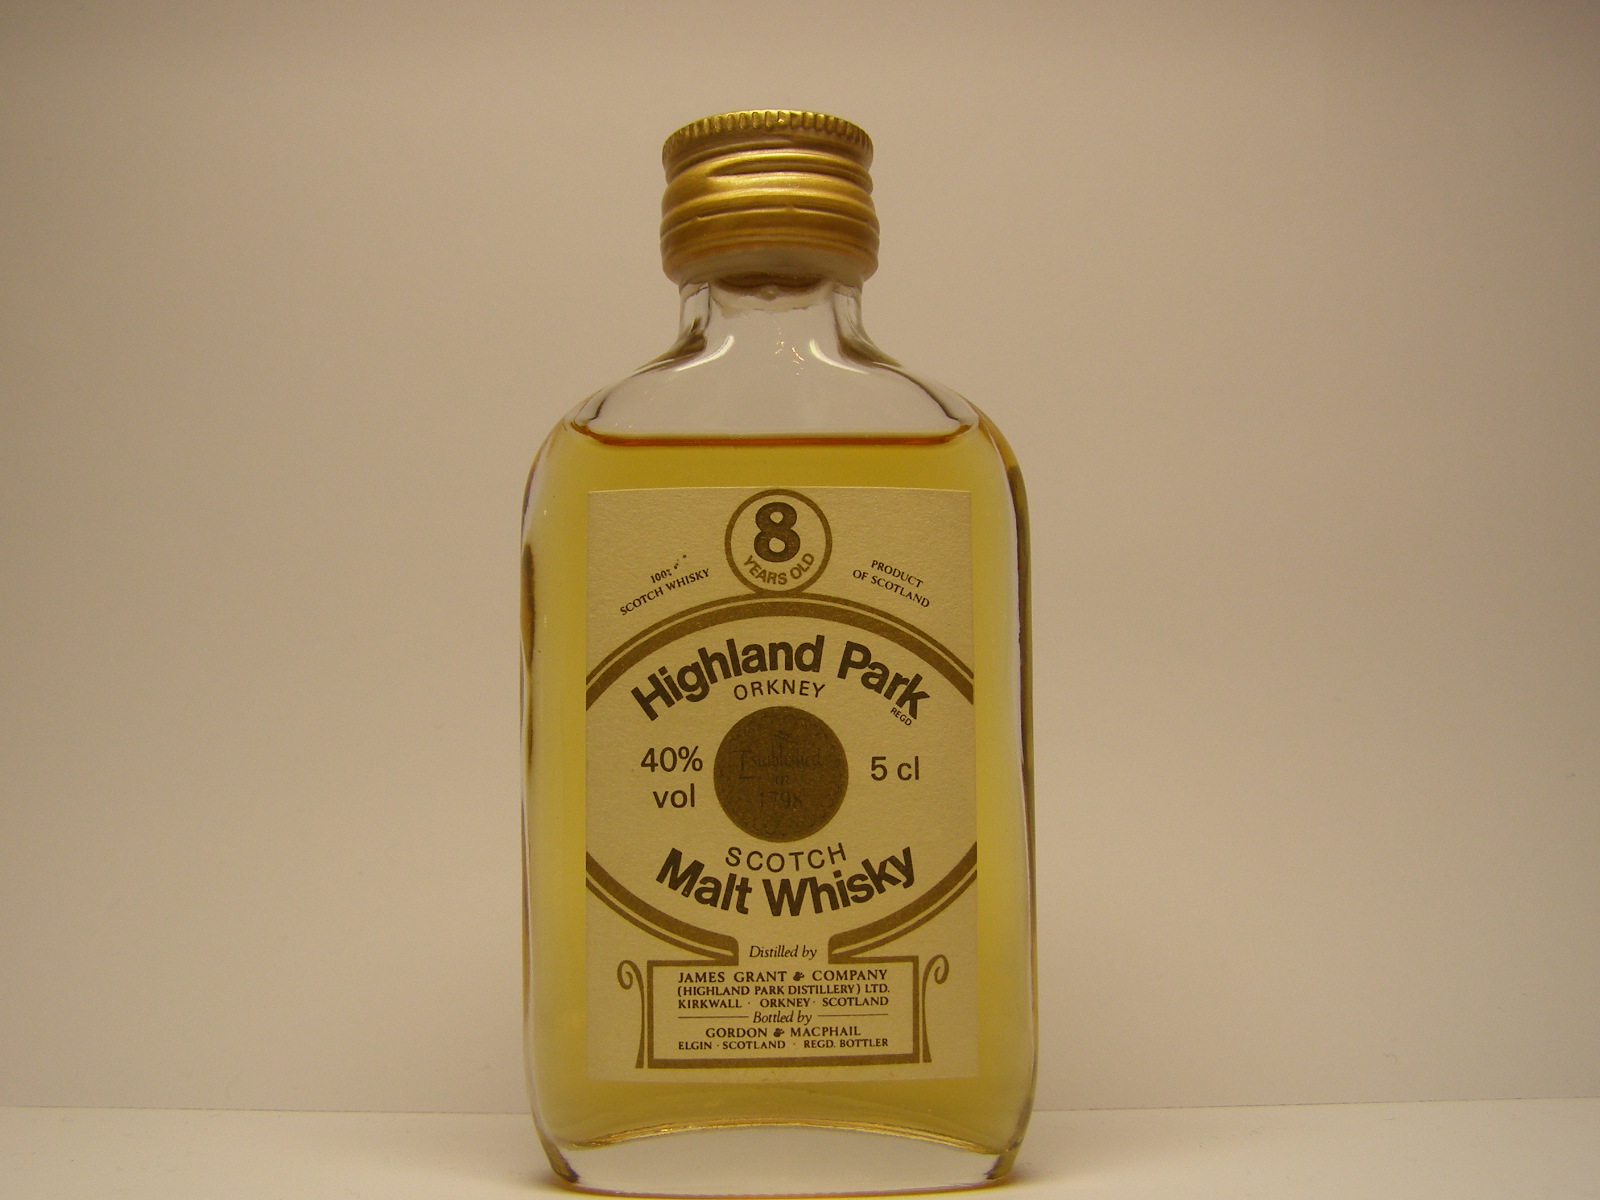 8
YEARS OLD
100%
SCOTCH WHISKY
PRODUCT
OF SCOTLAND
Highland Park
REGD.
ORKNEY
40%
vol
Established
in
1798
5 cl
SCOTCH
Malt Whisky
Distilled by
JAMES GRANT & COMPANY
(HIGHLAND PARK DISTILLERY) LTD.
KIRKWALL · ORKNEY · SCOTLAND
Bottled by
GORDON & MACPHAIL
ELGIN · SCOTLAND · REGD. BOTTLER